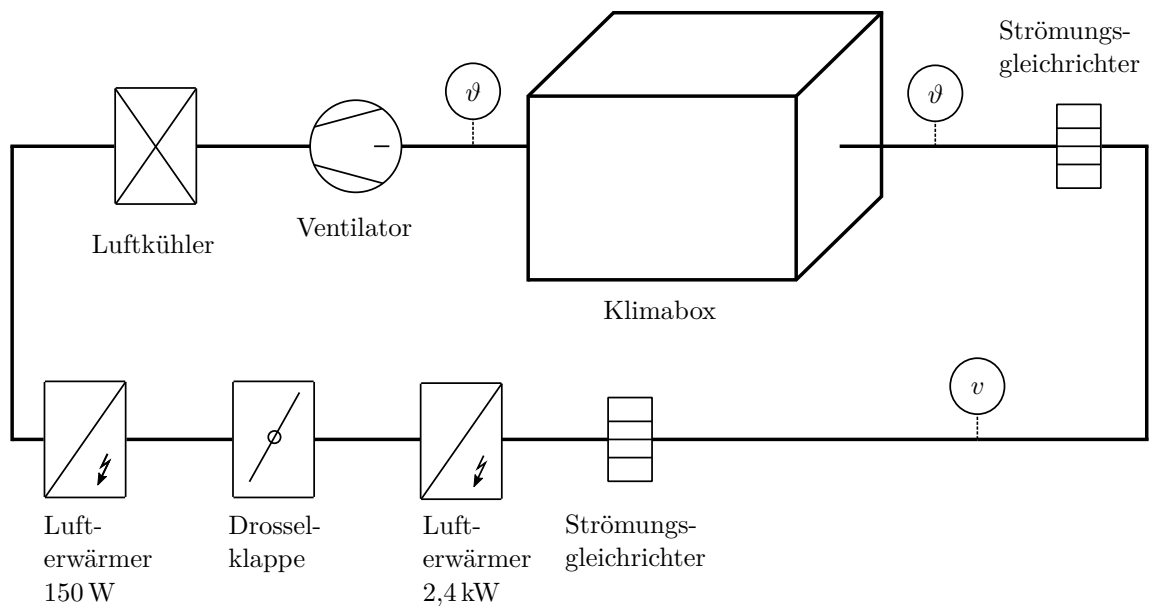 Strömungs-
gleichrichter
ϑ
ϑ
Luftkühler
Ventilator
Klimabox
v
Luft-
erwärmer
150 W
Drossel-
klappe
Luft-
erwärmer
2,4 kW
Strömungs-
gleichrichter